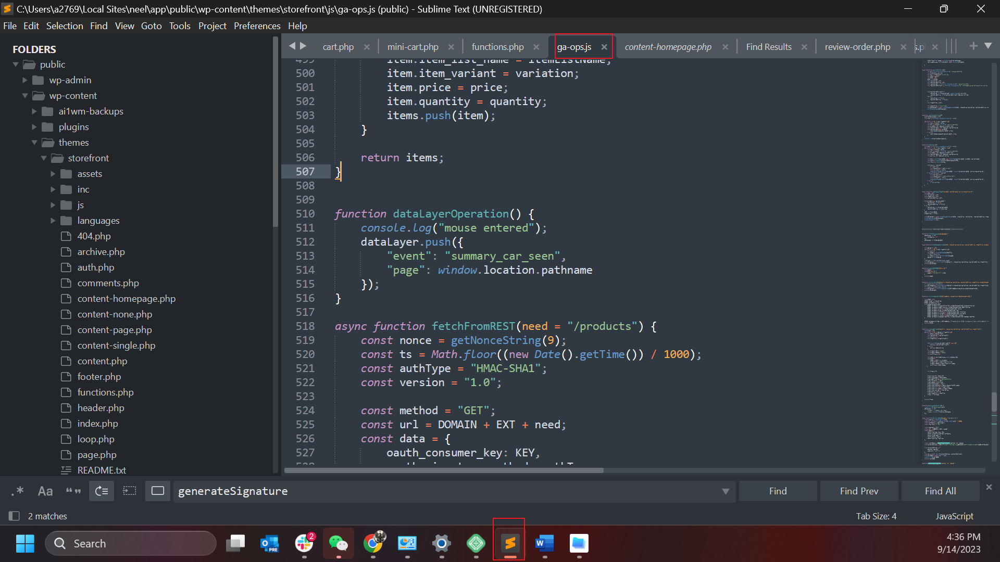 C:\Users\a2769\Local Sites\neel\app\public\wp-content\themes\storefront\js\ga-ops.js (public) - Sublime Text (UNREGISTERED)
File Edit Selection Find View Goto Tools Project Preferences Help
FOLDERS
public
wp-admin
wp-content
ai1wm-backups
plugins
themes
storefront
assets
inc
js
languages
404.php
archive.php
auth.php
comments.php
content-homepage.php
content-none.php
content-page.php
content-single.php
content.php
footer.php
functions.php
header.php
index.php
loop.php
page.php
README.txt
cart.php mini-cart.php functions.php ga-ops.js content-homepage.php Find Results review-order.php
499 item.item_list_name = itemListName;
500 item.item_variant = variation;
501 item.price = price;
502 item.quantity = quantity;
503 items.push(item);
504 }
505
506 return items;
507 }
508
509
510 function dataLayerOperation() {
511 console.log("mouse entered");
512 dataLayer.push({
513 "event": "summary_car_seen",
514 "page": window.location.pathname
515 });
516 }
517
518 async function fetchFromREST(need = "/products") {
519 const nonce = getNonceString(9);
520 const ts = Math.floor((new Date().getTime()) / 1000);
521 const authType = "HMAC-SHA1";
522 const version = "1.0";
523
524 const method = "GET";
525 const url = DOMAIN + EXT + need;
526 const data = {
527 oauth_consumer_key: KEY,
.* Aa “ ” generateSignature Find Find Prev Find All
2 matches Tab Size: 4 JavaScript
Search
PRE
2
4:36 PM
9/14/2023